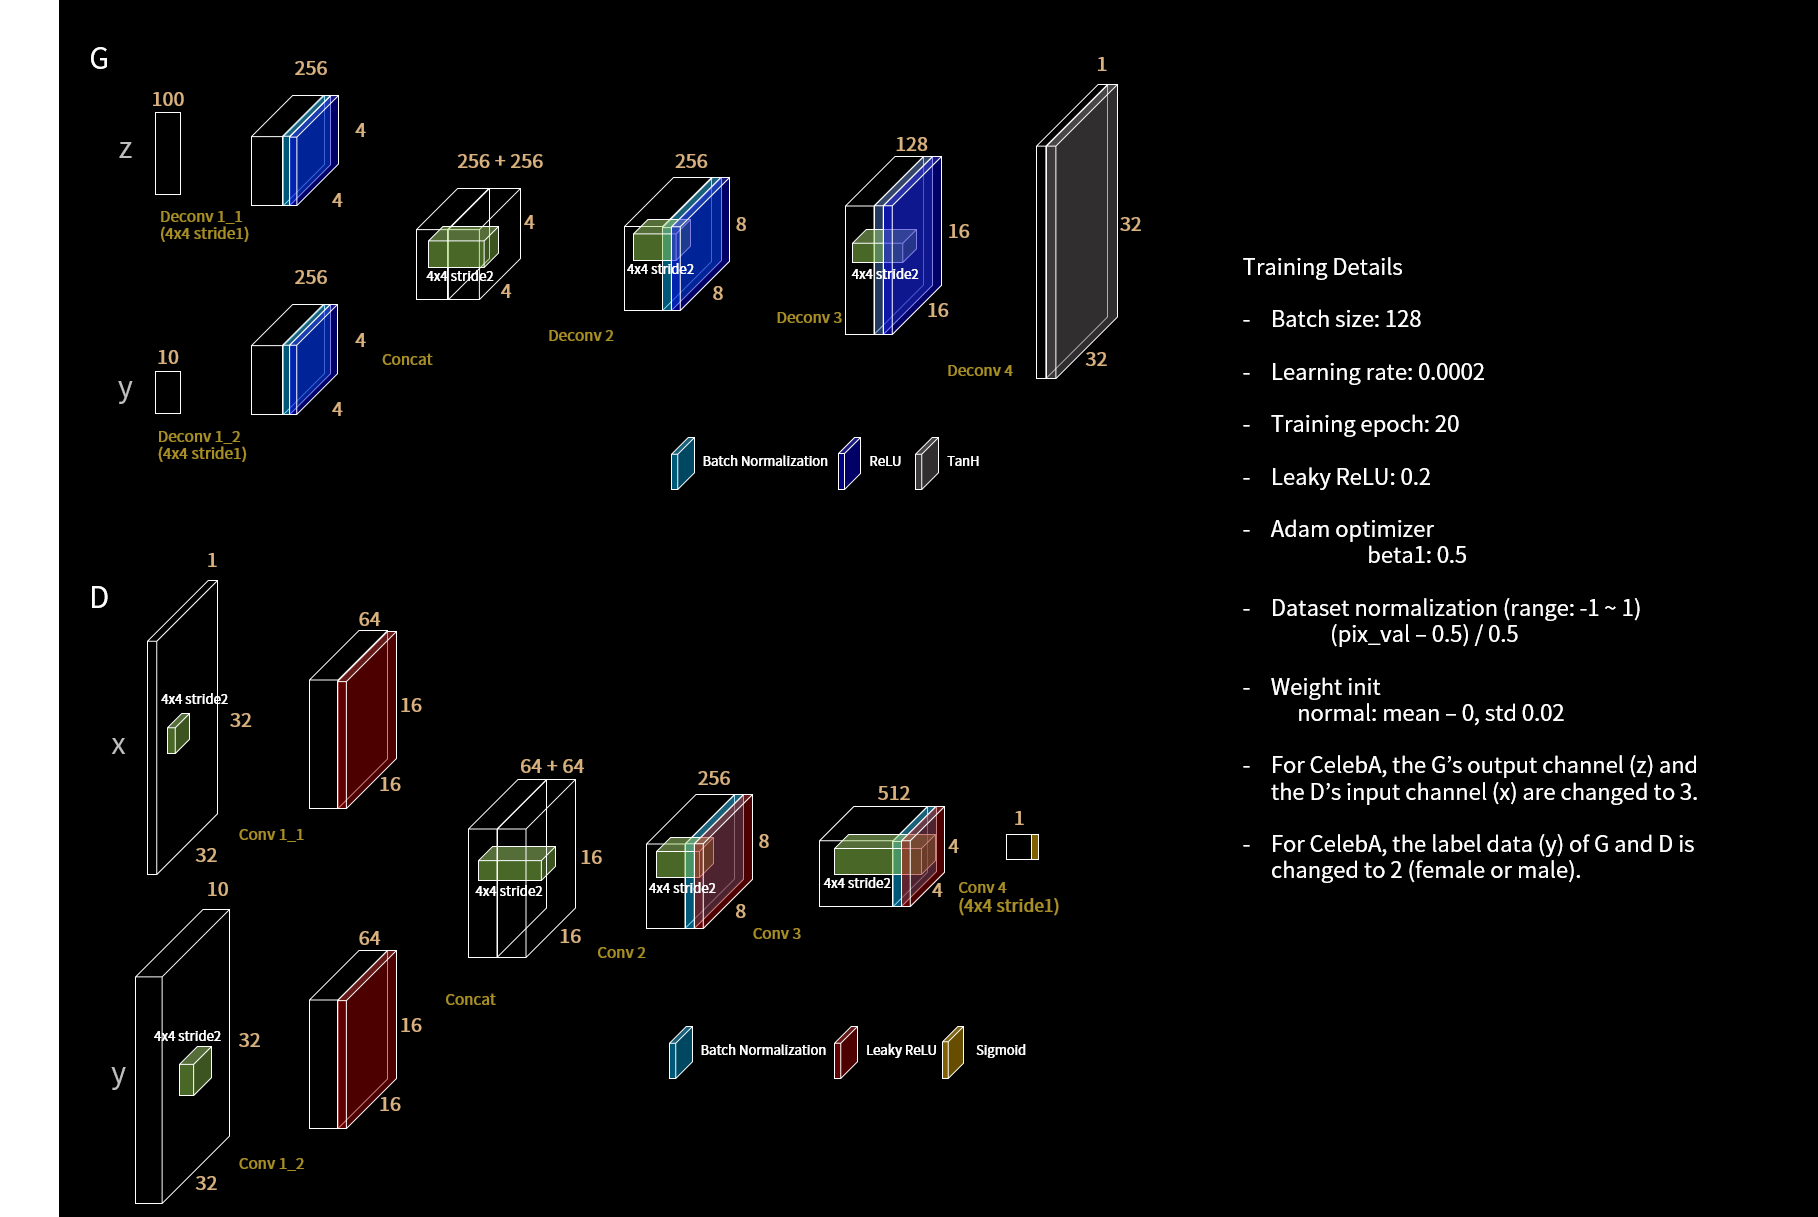 G
z
100
Deconv 1_1
(4x4 stride1)
256
4
4
y
10
Deconv 1_2
(4x4 stride1)
256
4
4
256 + 256
4x4 stride2
4
4
Concat
256
4x4 stride2
8
8
Deconv 2
128
4x4 stride2
16
16
Deconv 3
1
32
32
Deconv 4
Batch Normalization
ReLU
TanH
D
x
1
4x4 stride2
32
32
Conv 1_1
64
16
16
y
10
4x4 stride2
32
32
Conv 1_2
64
16
16
64 + 64
4x4 stride2
16
16
Concat
256
4x4 stride2
8
8
Conv 2
512
4x4 stride2
4
4
Conv 3
1
Conv 4
(4x4 stride1)
Batch Normalization
Leaky ReLU
Sigmoid
Training Details
- Batch size: 128
- Learning rate: 0.0002
- Training epoch: 20
- Leaky ReLU: 0.2
- Adam optimizer
beta1: 0.5
- Dataset normalization (range: -1 ~ 1)
(pix_val – 0.5) / 0.5
- Weight init
normal: mean – 0, std 0.02
- For CelebA, the G’s output channel (z) and
the D’s input channel (x) are changed to 3.
- For CelebA, the label data (y) of G and D is
changed to 2 (female or male).